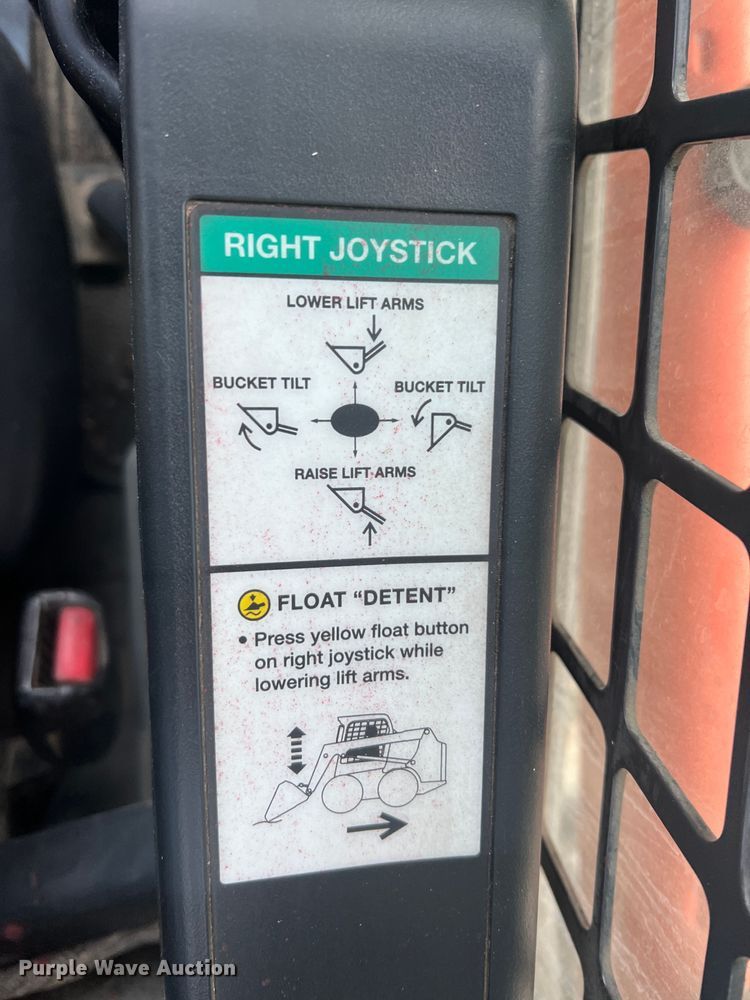 RIGHT JOYSTICK
LOWER LIFT ARMS
BUCKET TILT
BUCKET TILT
RAISE LIFT ARMS
FLOAT "DETENT"
• Press yellow float button
on right joystick while
lowering lift arms.
Purple Wave Auction